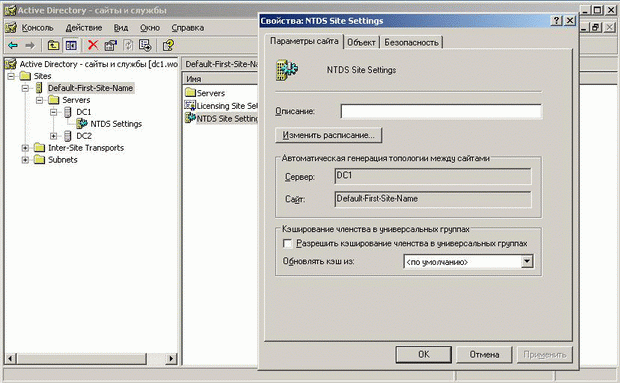 Active Directory - сайты и службы
Консоль Действие Вид Окно Справка
Active Directory - сайты и службы [dc1.wo
Sites
Default-First-Site-Name
Servers
DC1
NTDS Settings
DC2
Inter-Site Transports
Subnets
Default-First-Site-Na
Имя
Servers
Licensing Site Se
NTDS Site Setting
Свойства: NTDS Site Settings
Параметры сайта Объект Безопасность
NTDS Site Settings
Описание:
Изменить расписание...
Автоматическая генерация топологии между сайтами
Сервер: DC1
Сайт: Default-First-Site-Name
Кэширование членства в универсальных группах
Разрешить кэширование членства в универсальных группах
Обновлять кэш из: <по умолчанию>
OK Отмена Применить